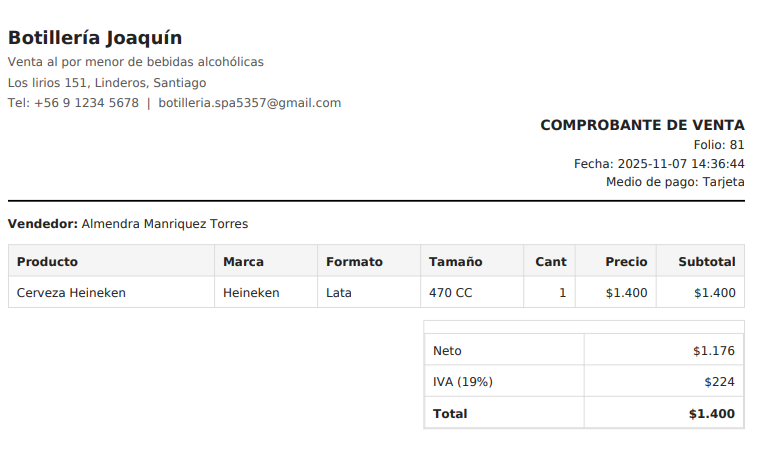 Botillería Joaquín
Venta al por menor de bebidas alcohólicas
Los lirios 151, Linderos, Santiago
Tel: +56 9 1234 5678 | botilleria.spa5357@gmail.com
COMPROBANTE DE VENTA
Folio: 81
Fecha: 2025-11-07 14:36:44
Medio de pago: Tarjeta
Vendedor: Almendra Manriquez Torres
Producto Marca Formato Tamaño Cant Precio Subtotal
Cerveza Heineken Heineken Lata 470 CC 1 $1.400 $1.400
Neto $1.176
IVA (19%) $224
Total $1.400